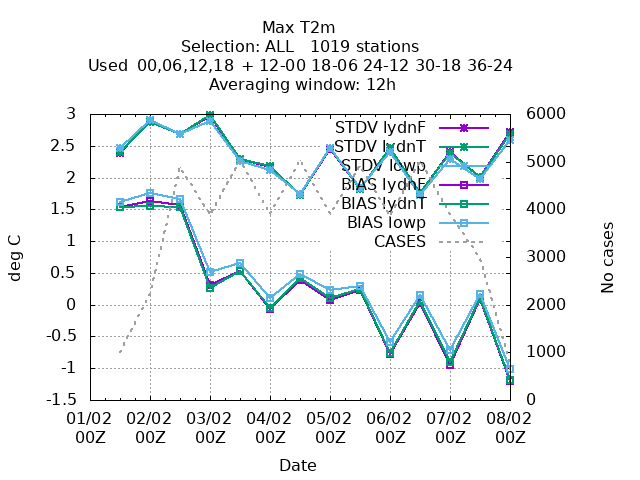 Max T2m
Selection: ALL   1019 stations
Used  00,06,12,18 + 12-00 18-06 24-12 30-18 36-24
Averaging window: 12h
STDV lydnF
STDV lydnT
STDV lowp
BIAS lydnF
BIAS lydnT
BIAS lowp
CASES
3
2.5
2
1.5
1
0.5
0
-0.5
-1
-1.5
deg C
6000
5000
4000
3000
2000
1000
0
No cases
01/02 02/02 03/02 04/02 05/02 06/02 07/02 08/02
00Z 00Z 00Z 00Z 00Z 00Z 00Z 00Z
Date